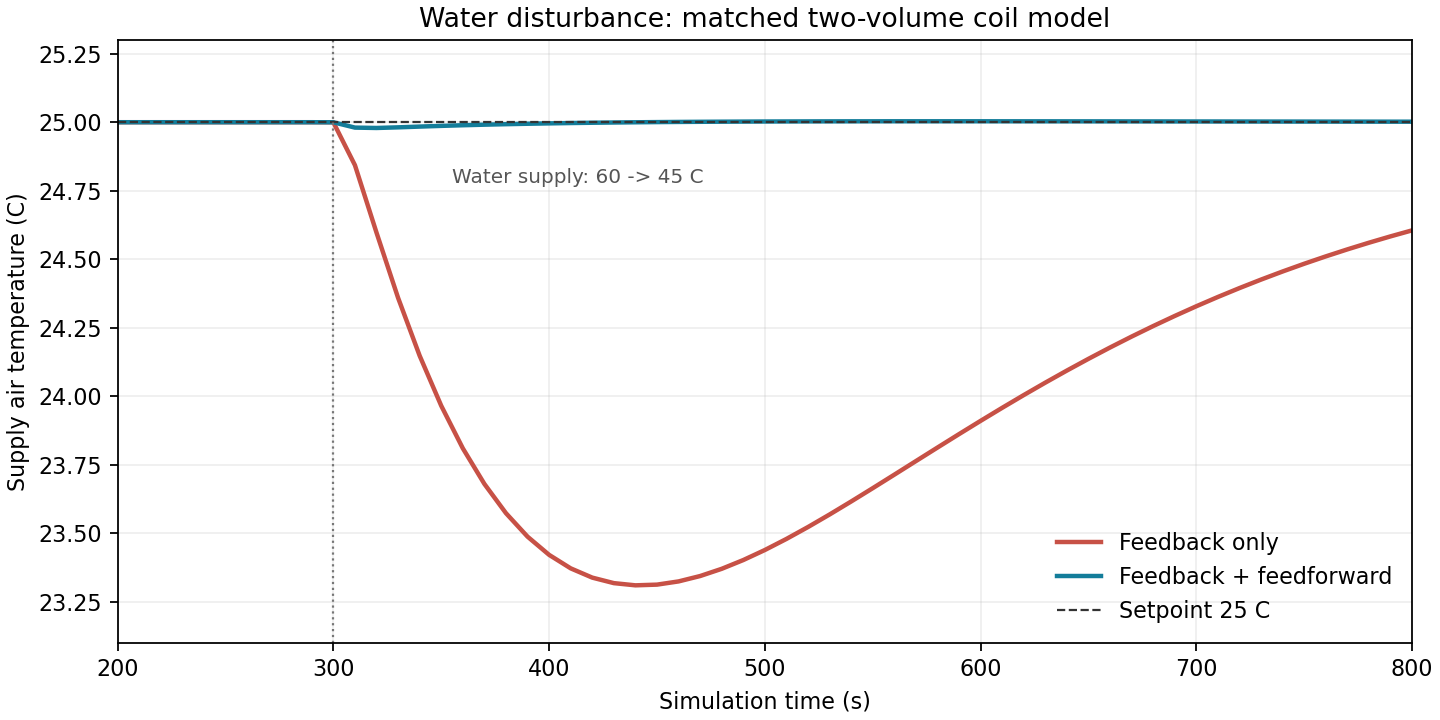 Water disturbance: matched two-volume coil model
Supply air temperature (C)
25.25
25.00
24.75
24.50
24.25
24.00
23.75
23.50
23.25
Water supply: 60 -> 45 C
Feedback only
Feedback + feedforward
Setpoint 25 C
200
300
400
500
600
700
800
Simulation time (s)